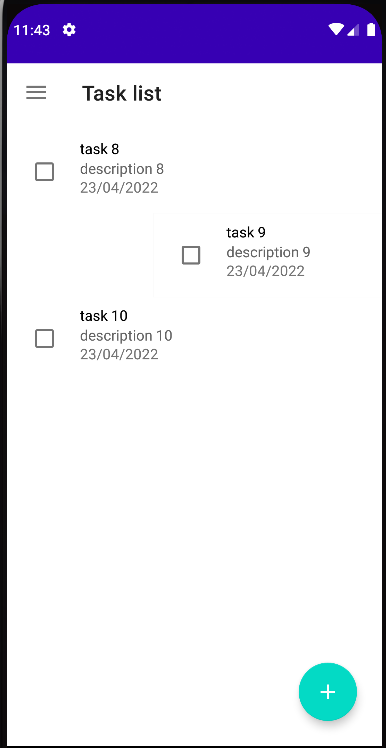 11:43
Task list
task 8
description 8
23/04/2022
task 9
description 9
23/04/2022
task 10
description 10
23/04/2022